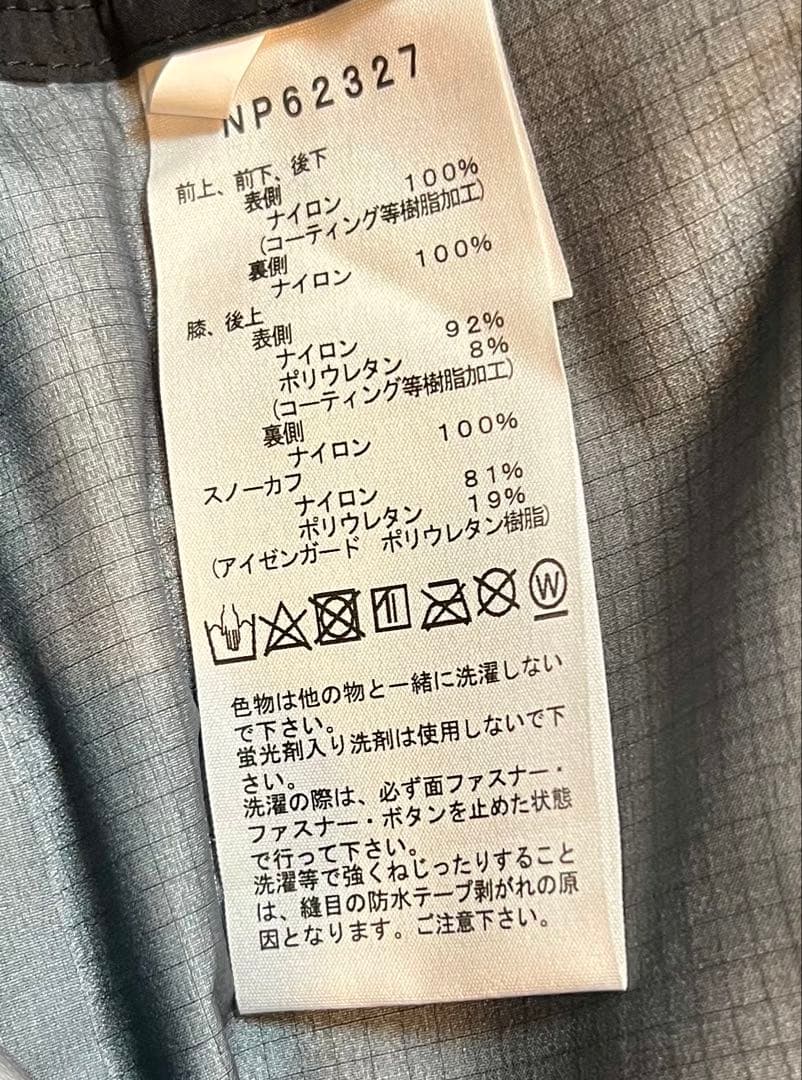 NP62327
前上、前下、後下
表側
ナイロン 100%
(コーティング等樹脂加工)
裏側
ナイロン 100%
膝、後上
表側
ナイロン 92%
ポリウレタン 8%
(コーティング等樹脂加工)
裏側
ナイロン 100%
スノーカフ
ナイロン 81%
ポリウレタン 19%
(アイゼンガード ポリウレタン樹脂)
W
色物は他の物と一緒に洗濯しない
で下さい。
蛍光剤入り洗剤は使用しないで下
さい。
洗濯の際は、必ず面ファスナー・
ファスナー・ボタンを止めた状態
で行って下さい。
洗濯等で強くねじったりすること
は、縫目の防水テープ剥がれの原
因となります。ご注意下さい。